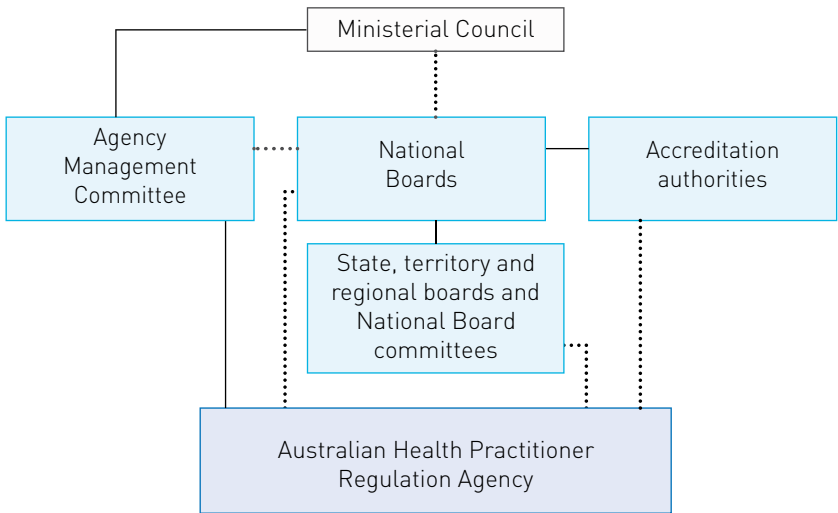 Ministerial Council
Agency
Management
Committee
National
Boards
Accreditation
authorities
State, territory and
regional boards and
National Board
committees
Australian Health Practitioner
Regulation Agency